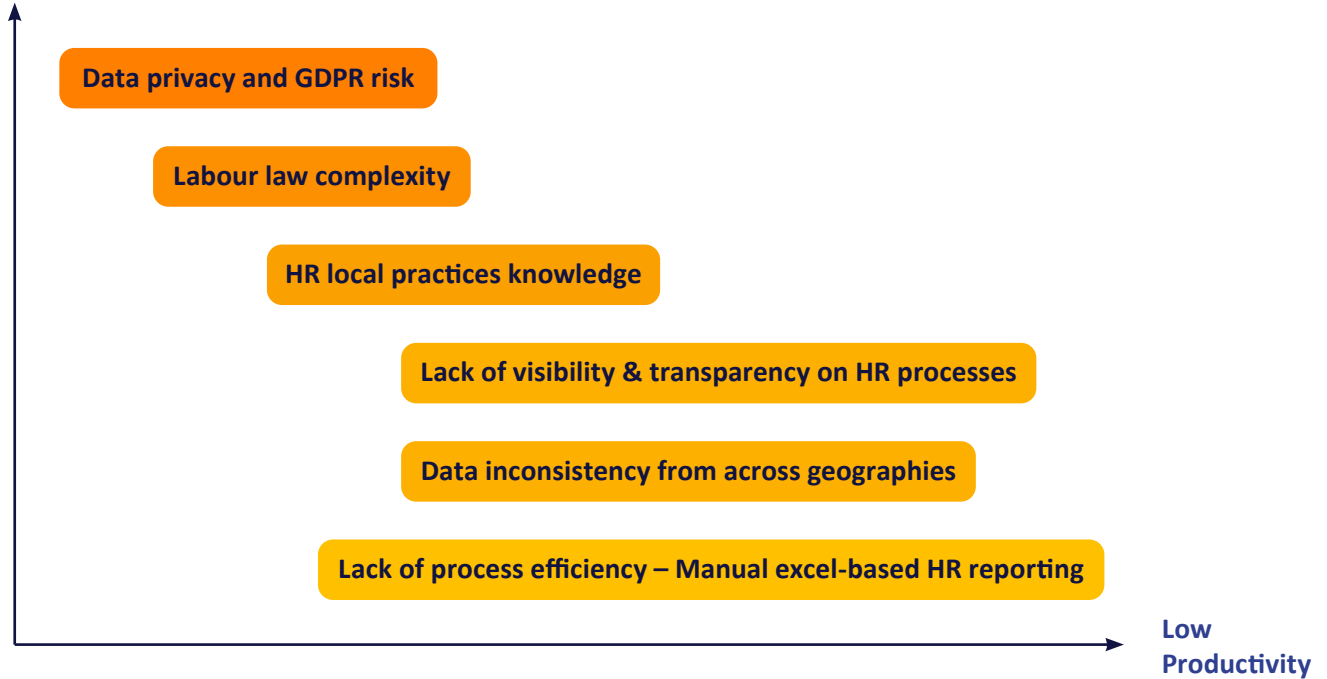 Data privacy and GDPR risk
Labour law complexity
HR local practices knowledge
Lack of visibility & transparency on HR processes
Data inconsistency from across geographies
Lack of process efficiency – Manual excel-based HR reporting
Low
Productivity